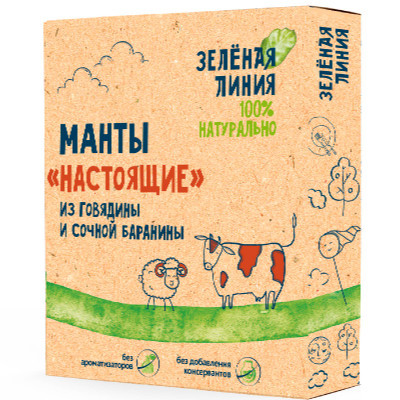 ЗЕЛЁНАЯ
ЛИНИЯ
100%
НАТУРАЛЬНО
МАНТЫ
«НАСТОЯЩИЕ»
ИЗ ГОВЯДИНЫ
И СОЧНОЙ БАРАНИНЫ
без
ароматизаторов
без добавления
консервантов
ЗЕЛЁНАЯ
ЛИНИЯ